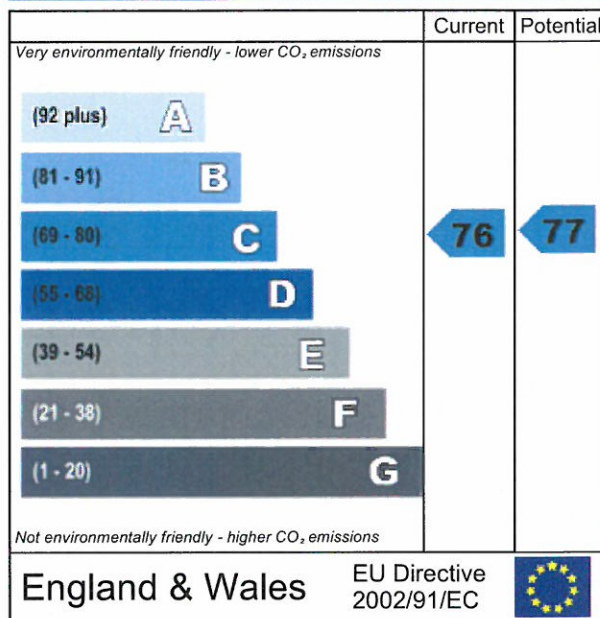 Current Potential
Very environmentally friendly - lower CO₂ emissions
(92 plus) A
(81 - 91) B
(69 - 80) C
76 77
(55 - 68) D
(39 - 54) E
(21 - 38) F
(1 - 20) G
Not environmentally friendly - higher CO₂ emissions
England & Wales
EU Directive
2002/91/EC